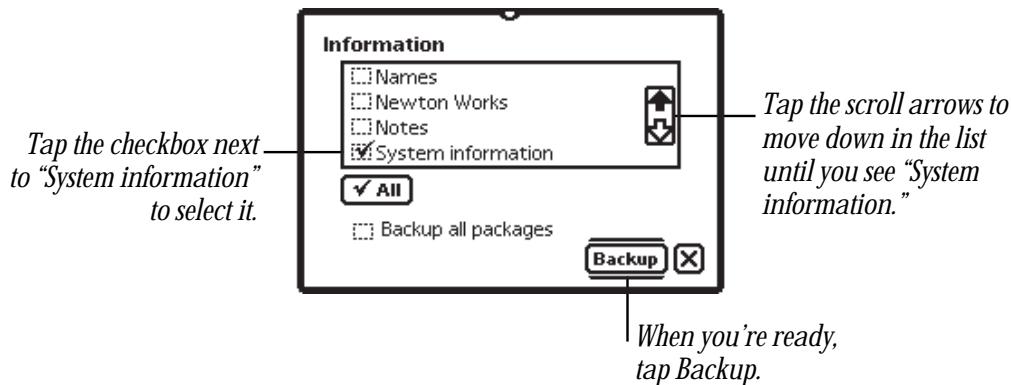 Information
Names
Newton Works
Notes
System information
✓ All
Backup all packages
Backup
Tap the checkbox next
to “System information”
to select it.
Tap the scroll arrows to
move down in the list
until you see “System
information.”
When you’re ready,
tap Backup.